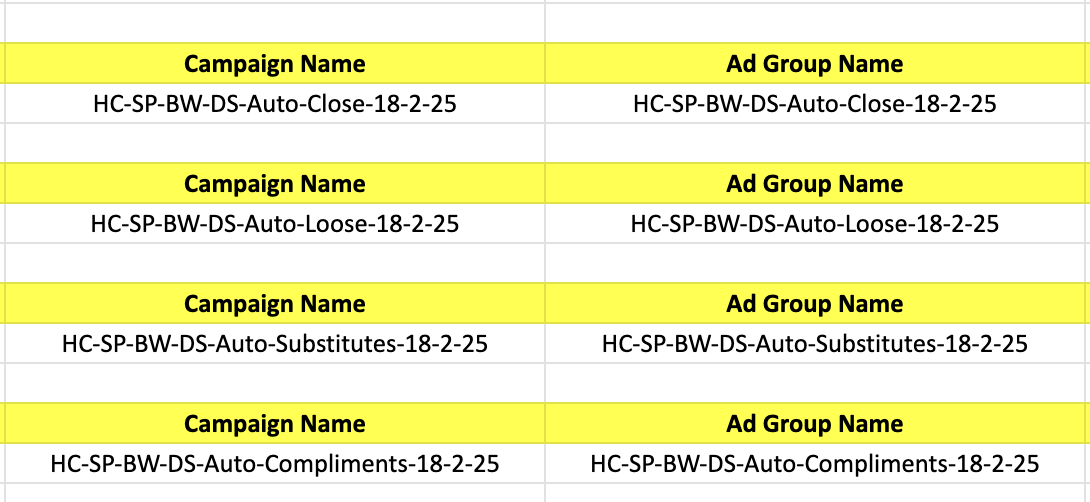 Campaign Name Ad Group Name
HC-SP-BW-DS-Auto-Close-18-2-25 HC-SP-BW-DS-Auto-Close-18-2-25
Campaign Name Ad Group Name
HC-SP-BW-DS-Auto-Loose-18-2-25 HC-SP-BW-DS-Auto-Loose-18-2-25
Campaign Name Ad Group Name
HC-SP-BW-DS-Auto-Substitutes-18-2-25 HC-SP-BW-DS-Auto-Substitutes-18-2-25
Campaign Name Ad Group Name
HC-SP-BW-DS-Auto-Compliments-18-2-25 HC-SP-BW-DS-Auto-Compliments-18-2-25